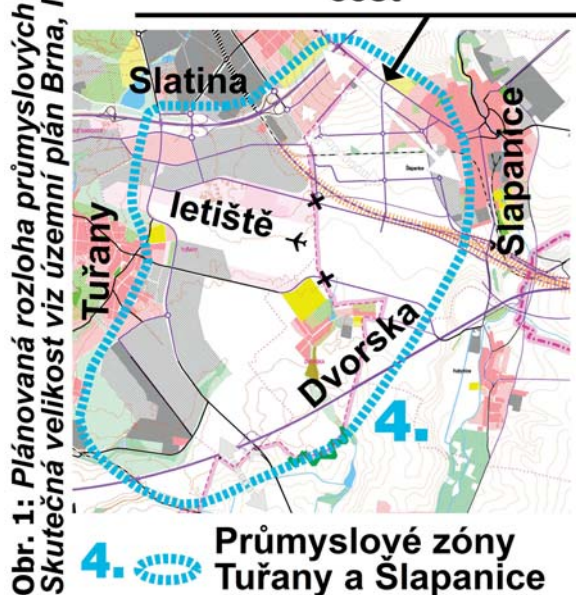 Obr. 1: Plánovaná rozloha průmyslových
Skutečná velikost viz územní plán Brna,
Slatina
Šlapanice
letiště
Tuřany
Dvorska
4.
4. Průmyslové zóny
Tuřany a Šlapanice